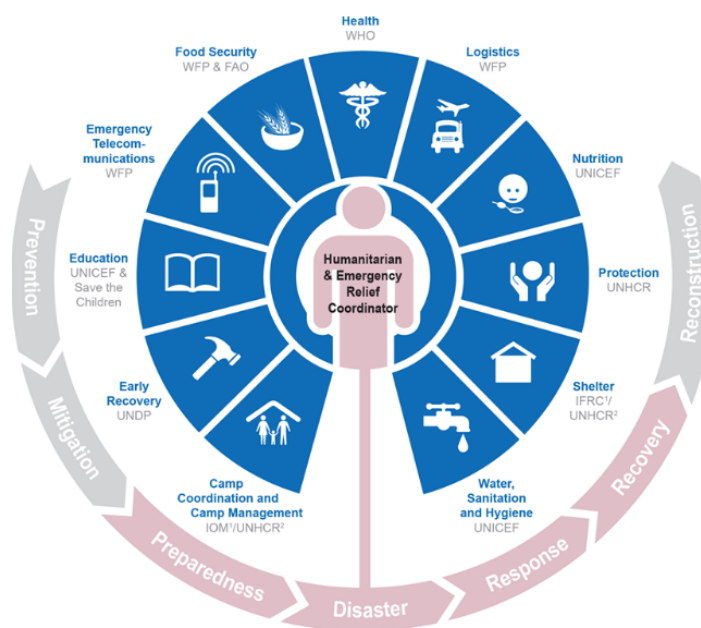 Health
WHO
Food Security
WFP & FAO
Logistics
WFP
Emergency
Telecom-
munications
WFP
Nutrition
UNICEF
Education
UNICEF &
Save the
Children
Humanitarian
& Emergency
Relief
Coordinator
Protection
UNHCR
Early
Recovery
UNDP
Shelter
IFRC¹/
UNHCR²
Camp
Coordination and
Camp Management
IOM¹/UNHCR²
Water,
Sanitation
and Hygiene
UNICEF
Prevention
Mitigation
Preparedness
Disaster
Response
Recovery
Reconstruction